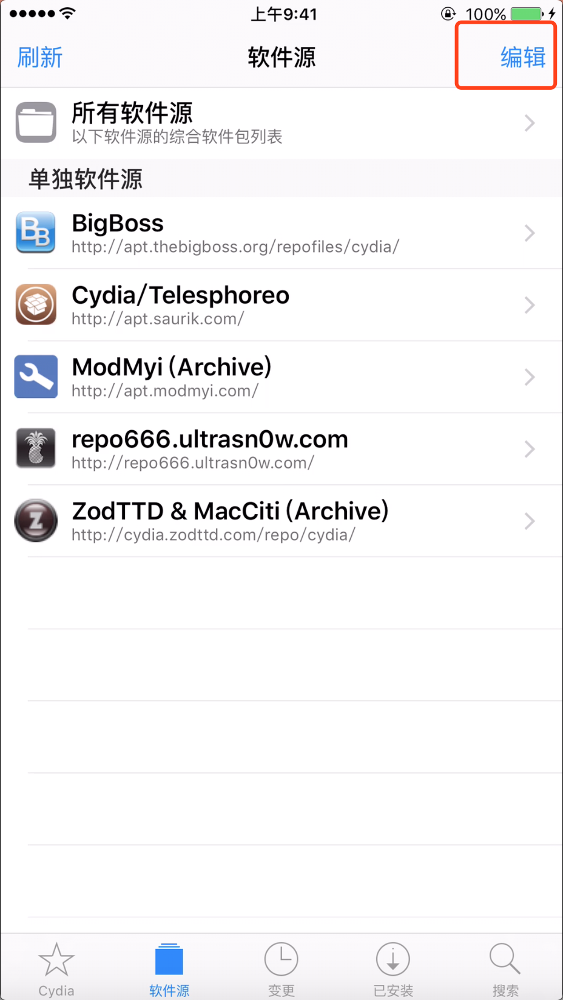 上午9:41
100%
刷新
软件源
编辑
所有软件源
以下软件源的综合软件包列表
单独软件源
BigBoss
http://apt.thebigboss.org/repofiles/cydia/
Cydia/Telesphoreo
http://apt.saurik.com/
ModMyi (Archive)
http://apt.modmyi.com/
repo666.ultrasn0w.com
http://repo666.ultrasn0w.com/
ZodTTD & MacCiti (Archive)
http://cydia.zodttd.com/repo/cydia/
Cydia
软件源
变更
已安装
搜索